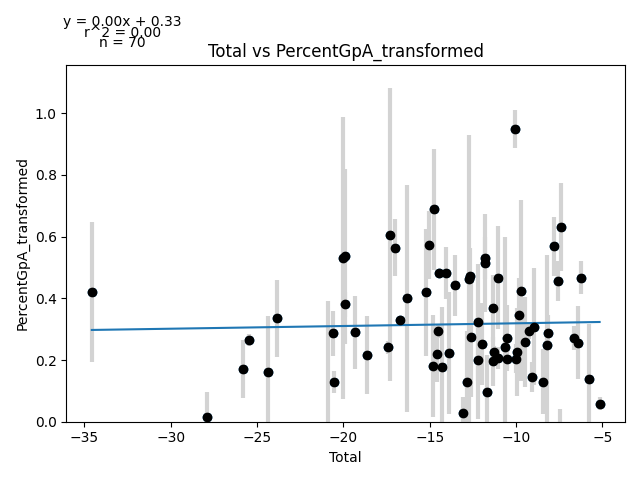 y = 0.00x + 0.33
r^2 = 0.00
n = 70
Total vs PercentGpA_transformed
PercentGpA_transformed
1.0
0.8
0.6
0.4
0.2
0.0
−35 −30 −25 −20 −15 −10 −5
Total